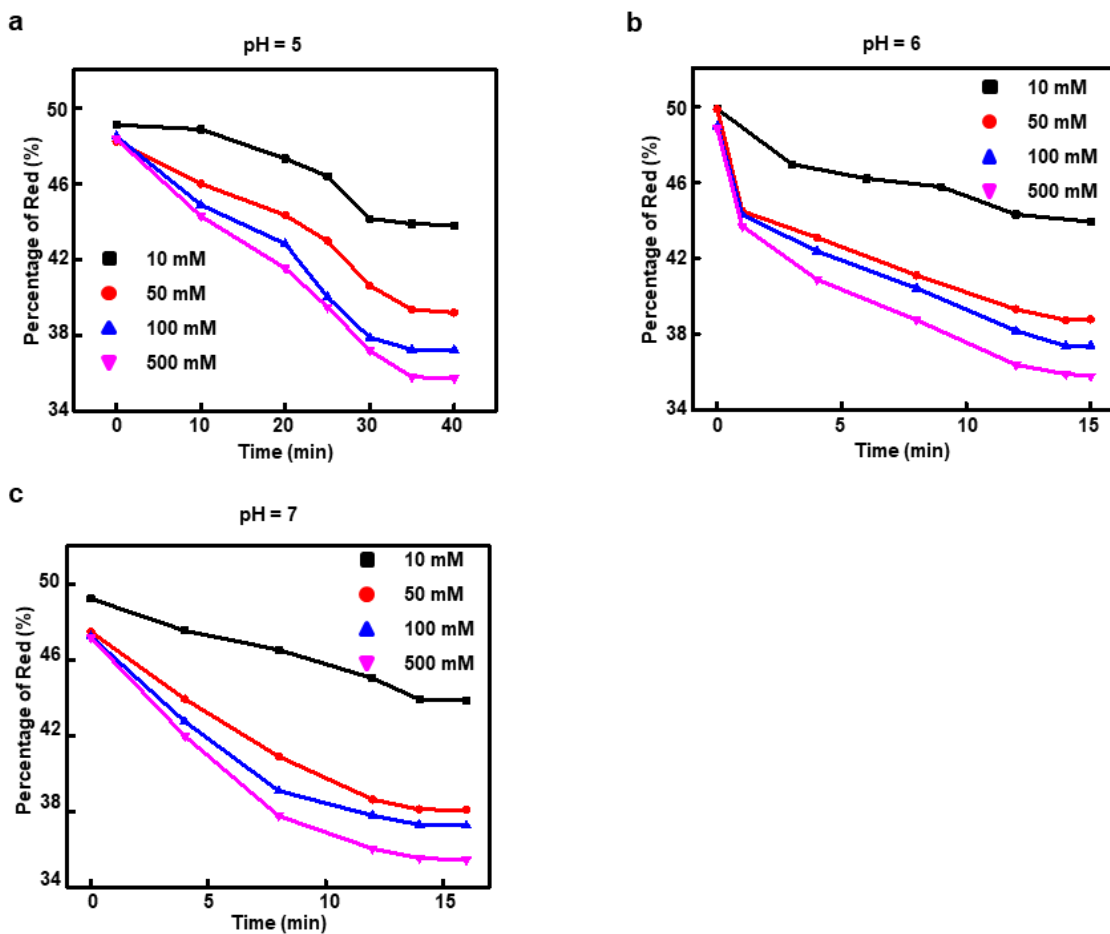 a
pH = 5
Percentage of Red (%)
50
46
42
38
34
10 mM
50 mM
100 mM
500 mM
0 10 20 30 40
Time (min)
b
pH = 6
Percentage of Red (%)
50
46
42
38
34
10 mM
50 mM
100 mM
500 mM
0 5 10 15
Time (min)
c
pH = 7
Percentage of Red (%)
50
46
42
38
34
10 mM
50 mM
100 mM
500 mM
0 5 10 15
Time (min)